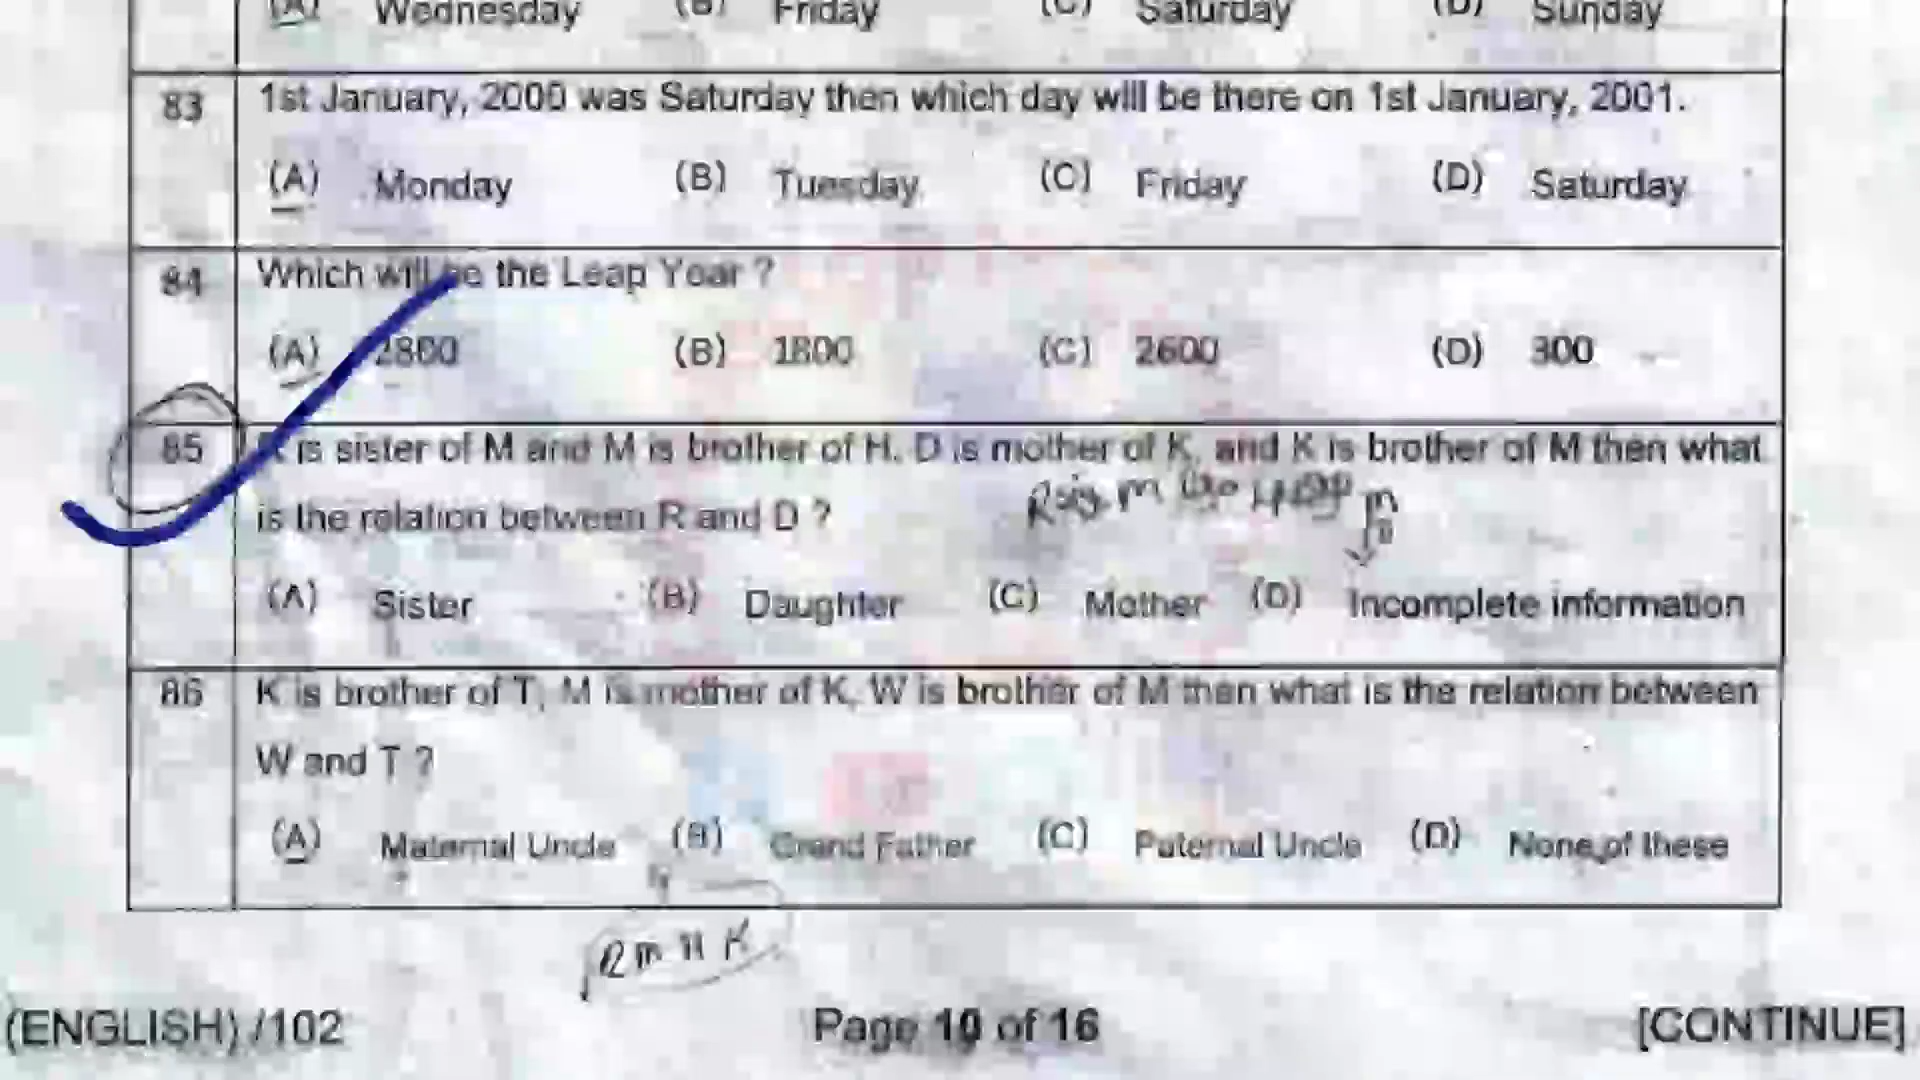 (A) Wednesday (B) Friday (C) Saturday (D) Sunday
83 1st January, 2000 was Saturday then which day will be there on 1st January, 2001.
(A) Monday (B) Tuesday (C) Friday (D) Saturday
84 Which will be the Leap Year ?
(A) 2800 (B) 1800 (C) 2600 (D) 300
85 R is sister of M and M is brother of H. D is mother of K, and K is brother of M then what
is the relation between R and D ?
(A) Sister (B) Daughter (C) Mother (D) Incomplete information
86 K is brother of T, M is mother of K, W is brother of M then what is the relation between
W and T ?
(A) Maternal Uncle (B) Grand Father (C) Paternal Uncle (D) None of these
R m H K
(ENGLISH) /102 Page 10 of 16 [CONTINUE]